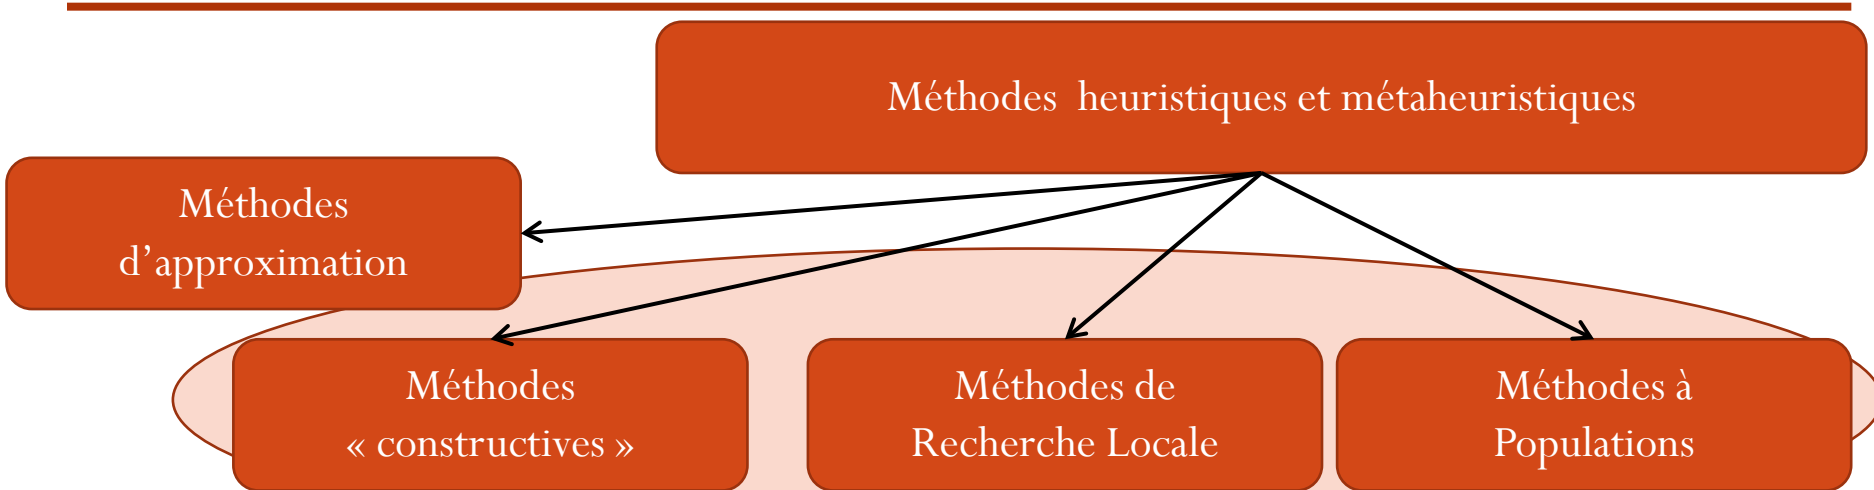 Méthodes heuristiques et métaheuristiques
Méthodes
d’approximation
Méthodes
« constructives »
Méthodes de
Recherche Locale
Méthodes à
Populations